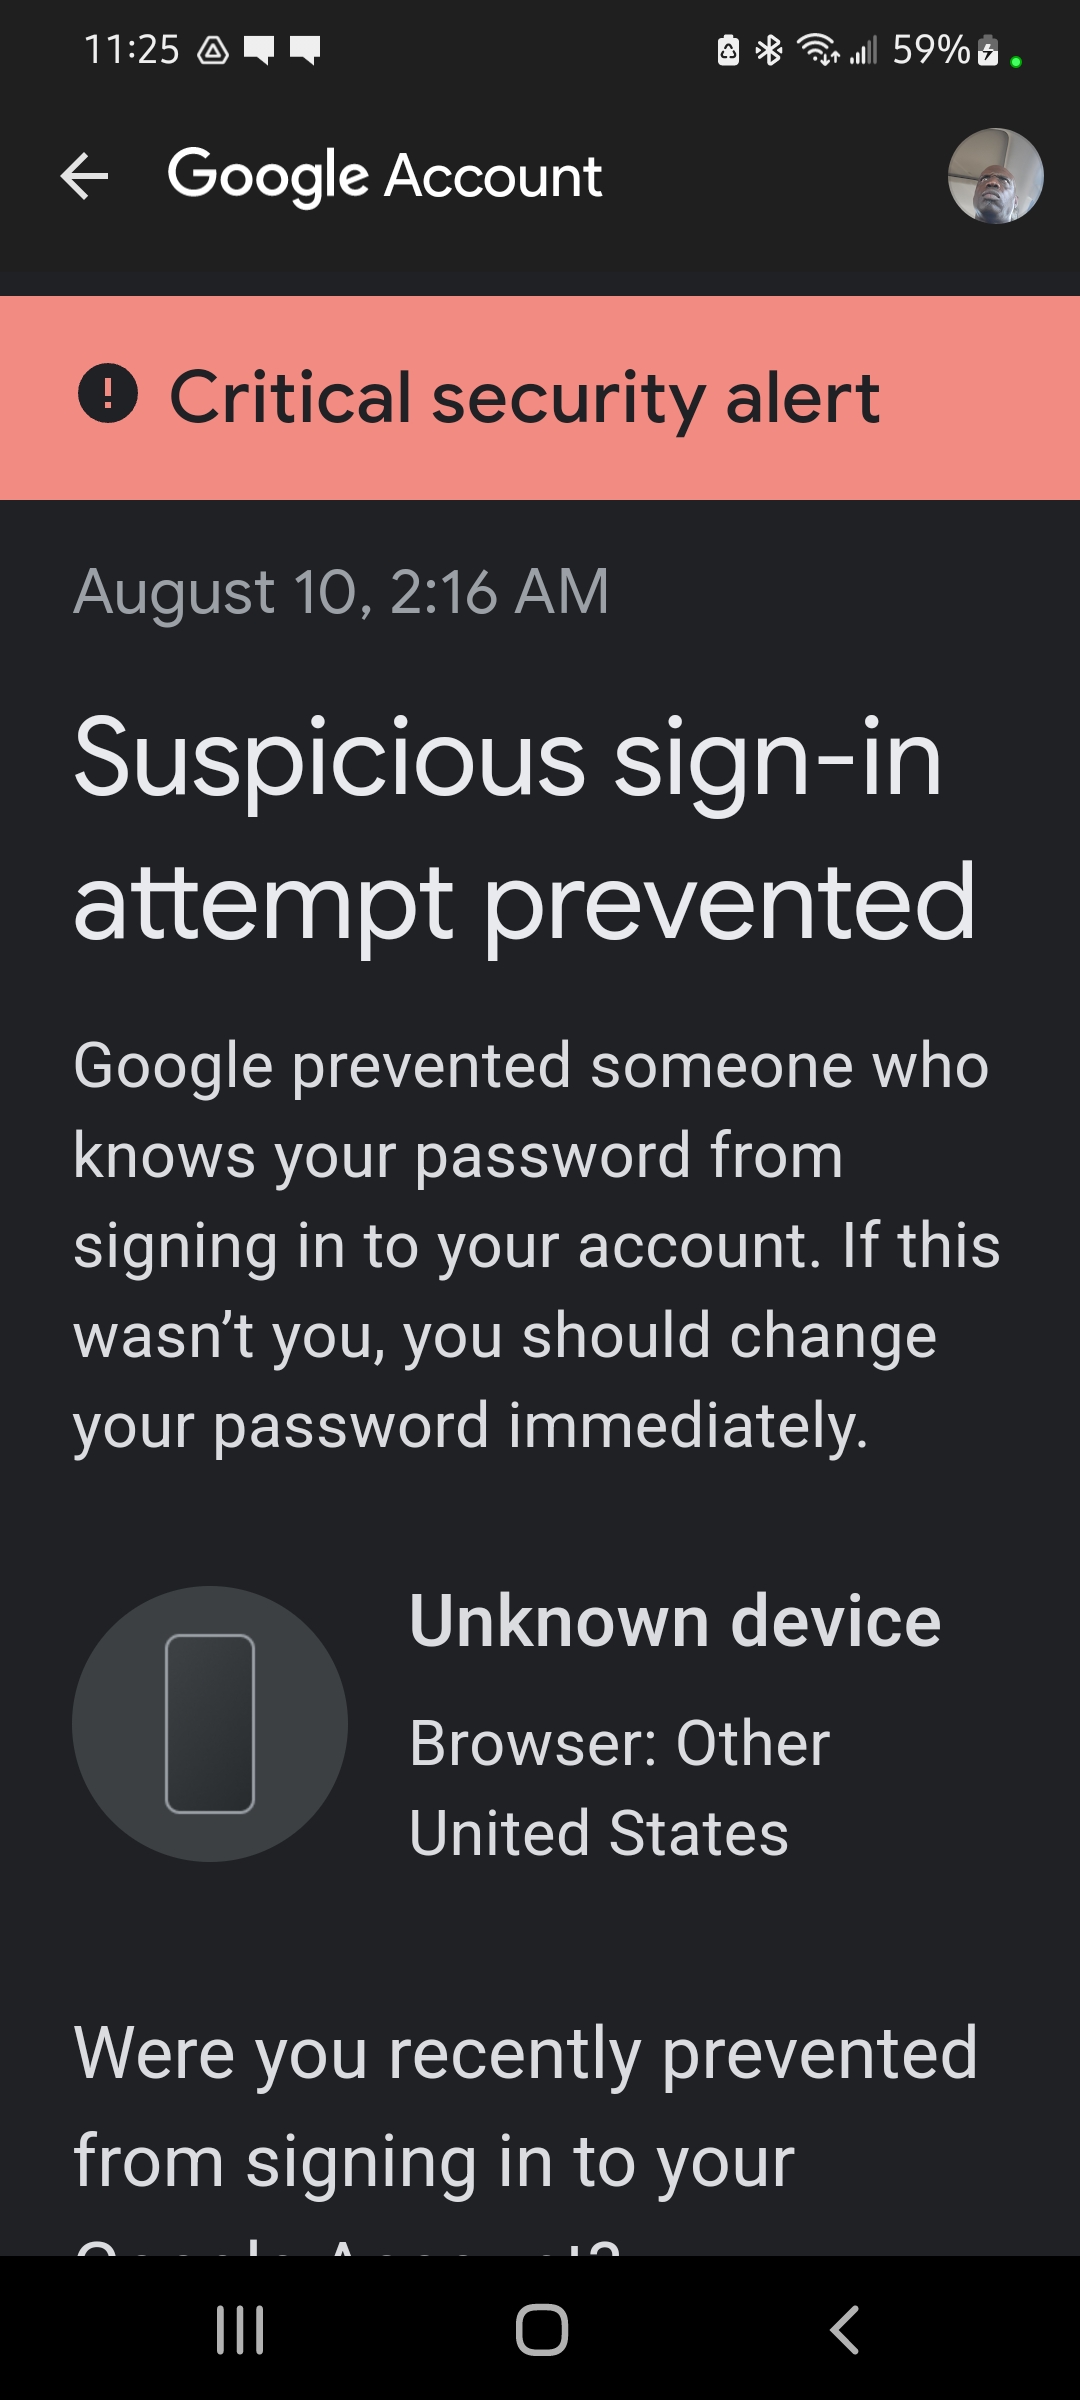 11:25 59%
Google Account
Critical security alert
August 10, 2:16 AM
Suspicious sign-in
attempt prevented
Google prevented someone who
knows your password from
signing in to your account. If this
wasn’t you, you should change
your password immediately.
Unknown device
Browser: Other
United States
Were you recently prevented
from signing in to your
Google Account?